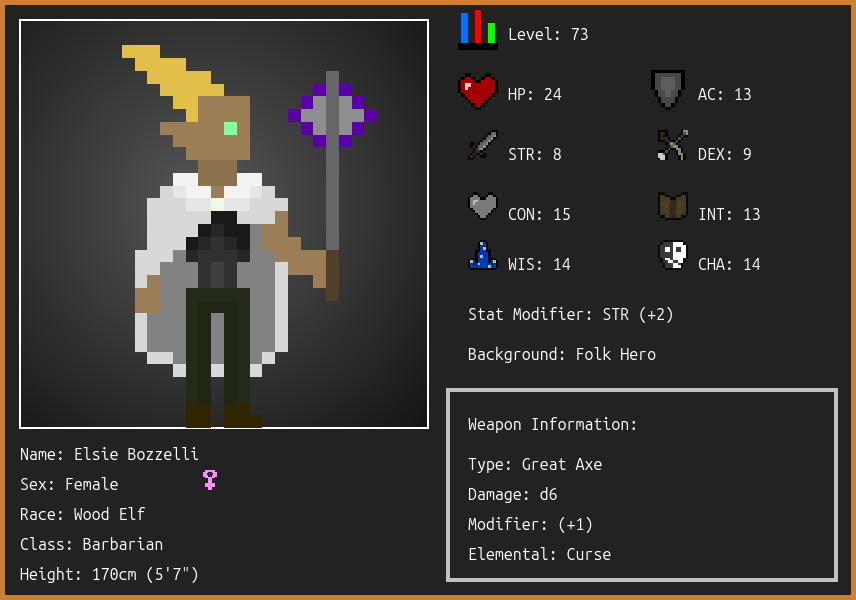 Level: 73
HP: 24
AC: 13
STR: 8
DEX: 9
CON: 15
INT: 13
WIS: 14
CHA: 14
Stat Modifier: STR (+2)
Background: Folk Hero
Weapon Information:
Type: Great Axe
Damage: d6
Modifier: (+1)
Elemental: Curse
Name: Elsie Bozzelli
Sex: Female
Race: Wood Elf
Class: Barbarian
Height: 170cm (5'7")